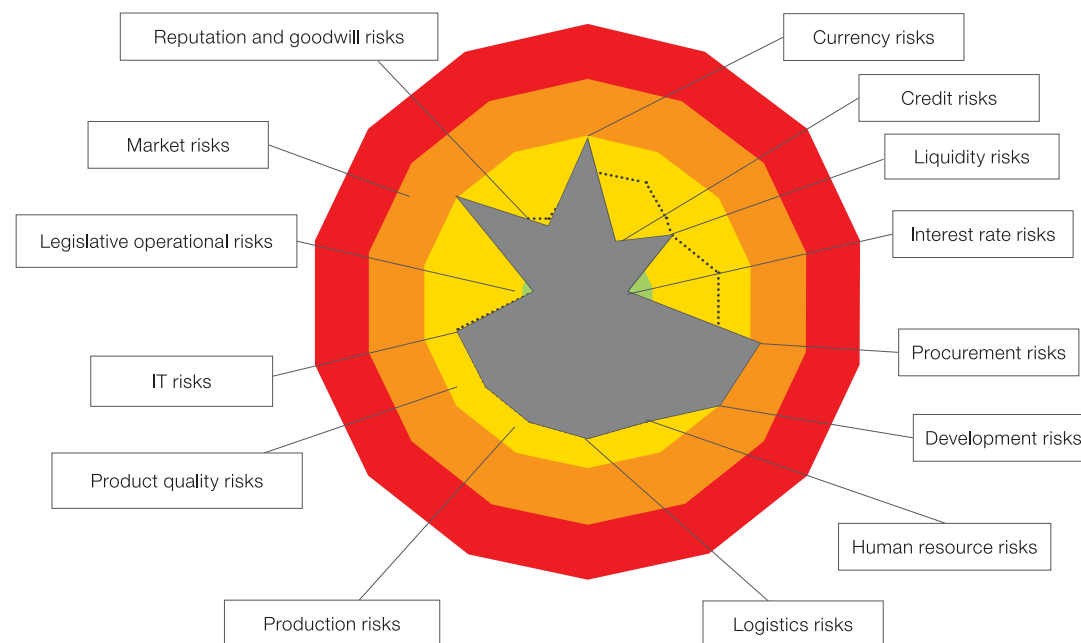 Reputation and goodwill risks
Currency risks
Credit risks
Market risks
Liquidity risks
Legislative operational risks
Interest rate risks
Procurement risks
IT risks
Development risks
Product quality risks
Human resource risks
Production risks
Logistics risks